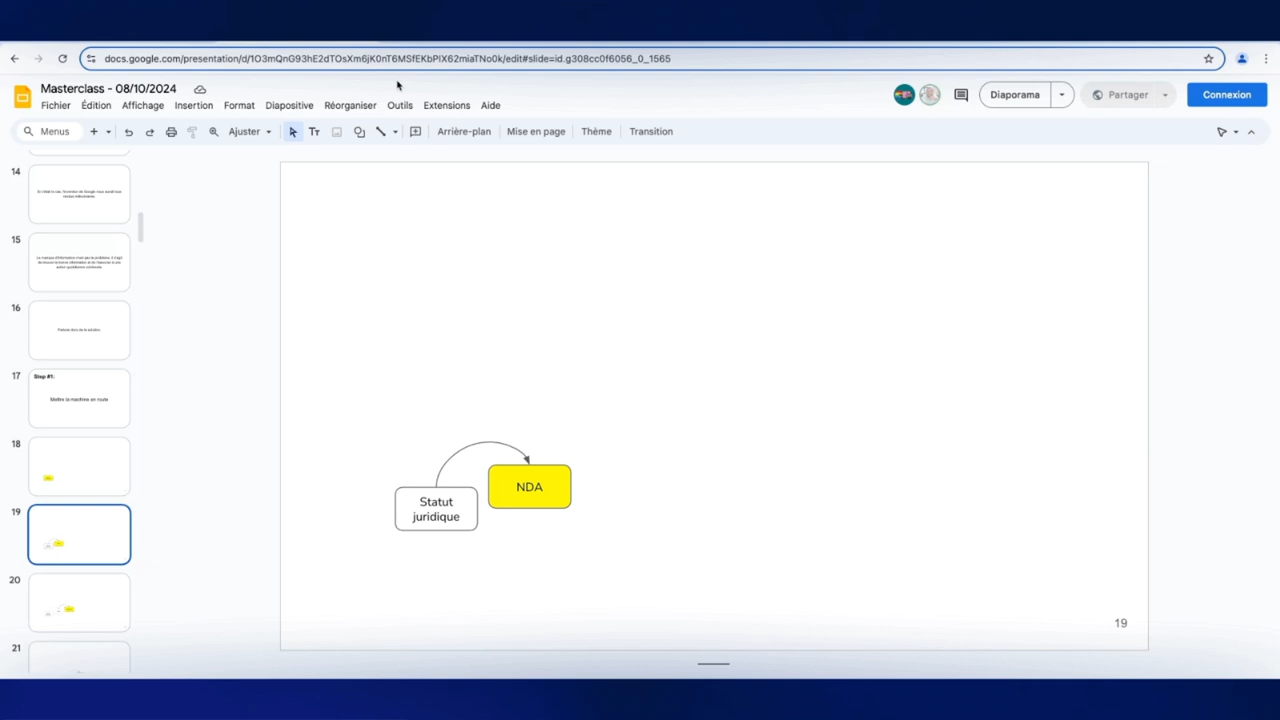 docs.google.com/presentation/d/1O3mQnG93hE2dTOsXm6jK0nT6MSfEKbPIX62miaTNo0k/edit#slide=id.g308cc0f6056_0_1565
Masterclass - 08/10/2024
Fichier Édition Affichage Insertion Format Diapositive Réorganiser Outils Extensions Aide
Diaporama
Partager
Connexion
Menus
Ajuster
Arrière-plan
Mise en page
Thème
Transition
14
15
16
Parlons donc de la solution.
17
Step #1:
Mettre la machine en route
18
19
20
21
NDA
Statut
juridique
19